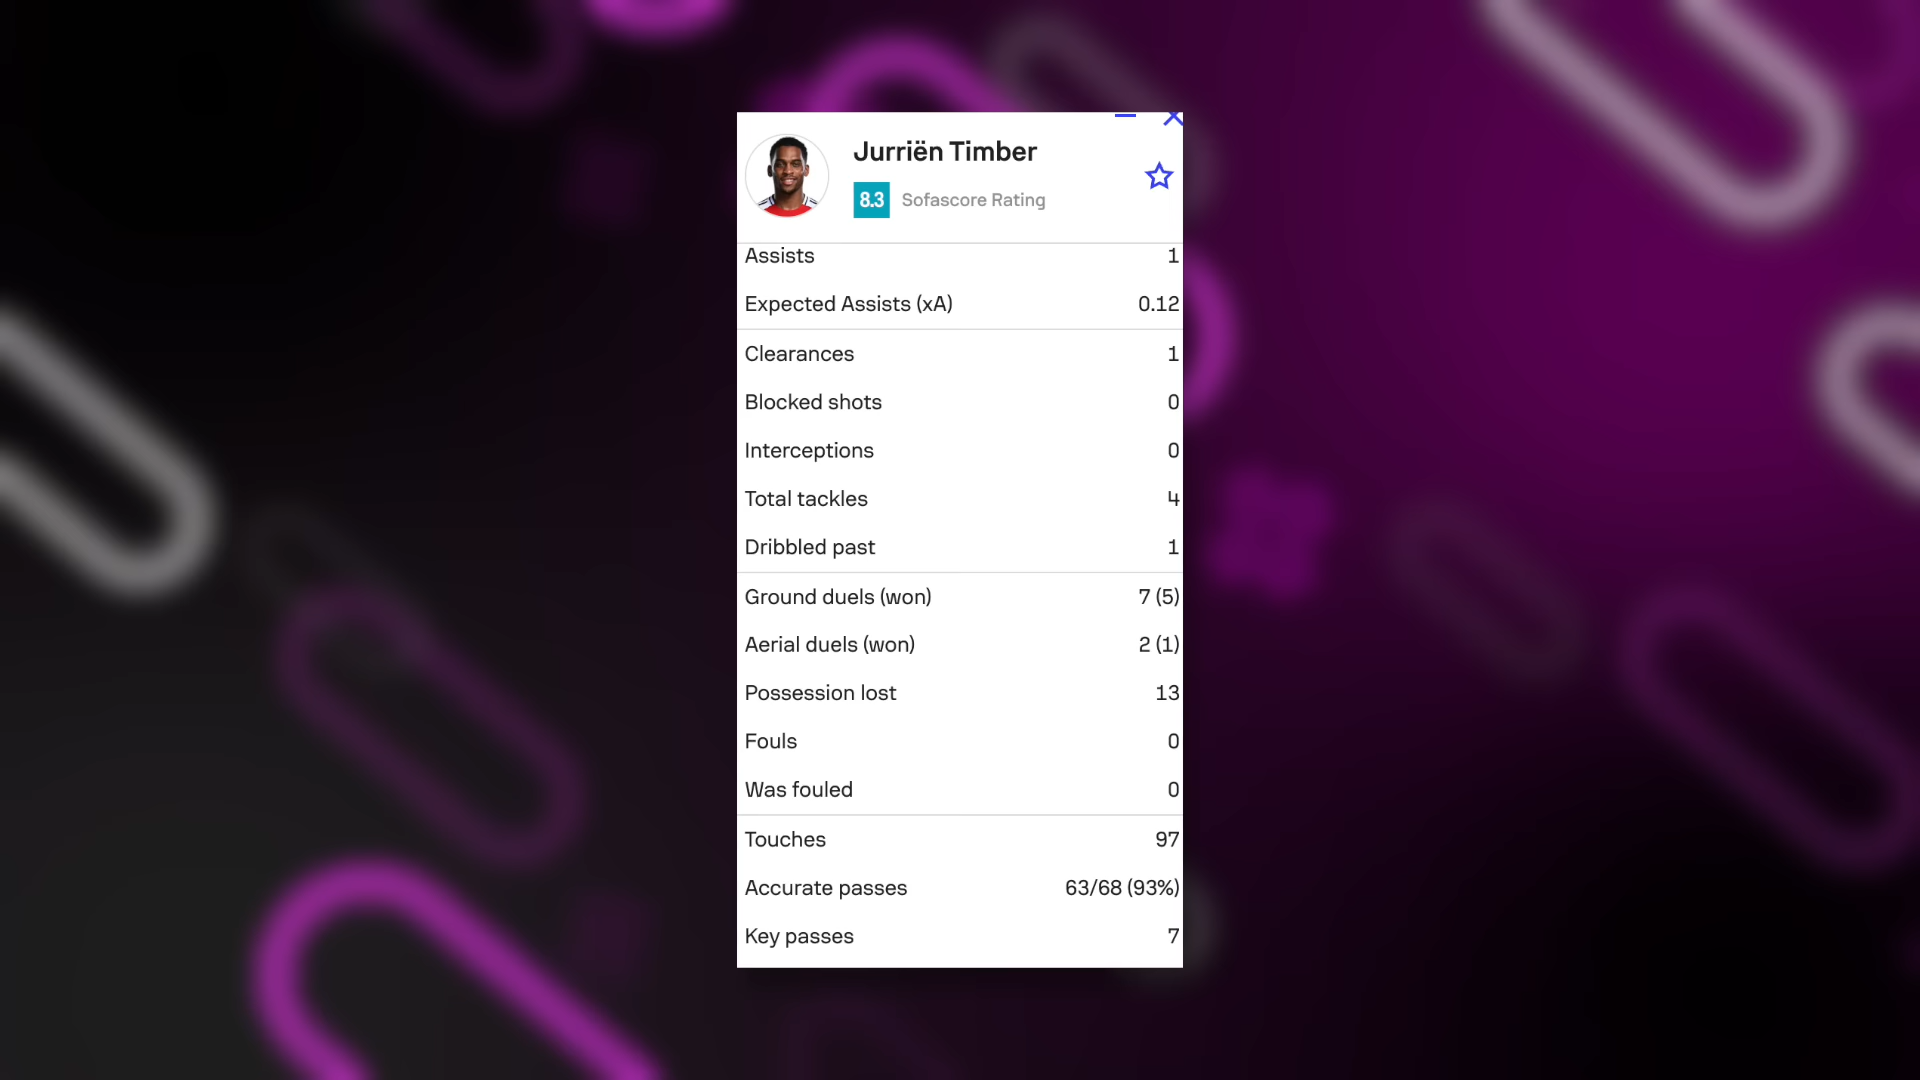 Jurriën Timber
8.3 Sofascore Rating
Assists 1
Expected Assists (xA) 0.12
Clearances 1
Blocked shots 0
Interceptions 0
Total tackles 4
Dribbled past 1
Ground duels (won) 7 (5)
Aerial duels (won) 2 (1)
Possession lost 13
Fouls 0
Was fouled 0
Touches 97
Accurate passes 63/68 (93%)
Key passes 7